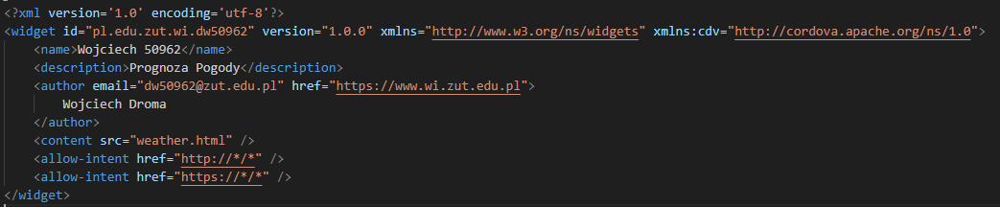 <?xml version='1.0' encoding='utf-8'?>
<widget id="pl.edu.zut.wi.dw50962" version="1.0.0" xmlns="http://www.w3.org/ns/widgets" xmlns:cdv="http://cordova.apache.org/ns/1.0">
    <name>Wojciech 50962</name>
    <description>Prognoza Pogody</description>
    <author email="dw50962@zut.edu.pl" href="https://www.wi.zut.edu.pl">
        Wojciech Droma
    </author>
    <content src="weather.html" />
    <allow-intent href="http://*/*" />
    <allow-intent href="https://*/*" />
</widget>